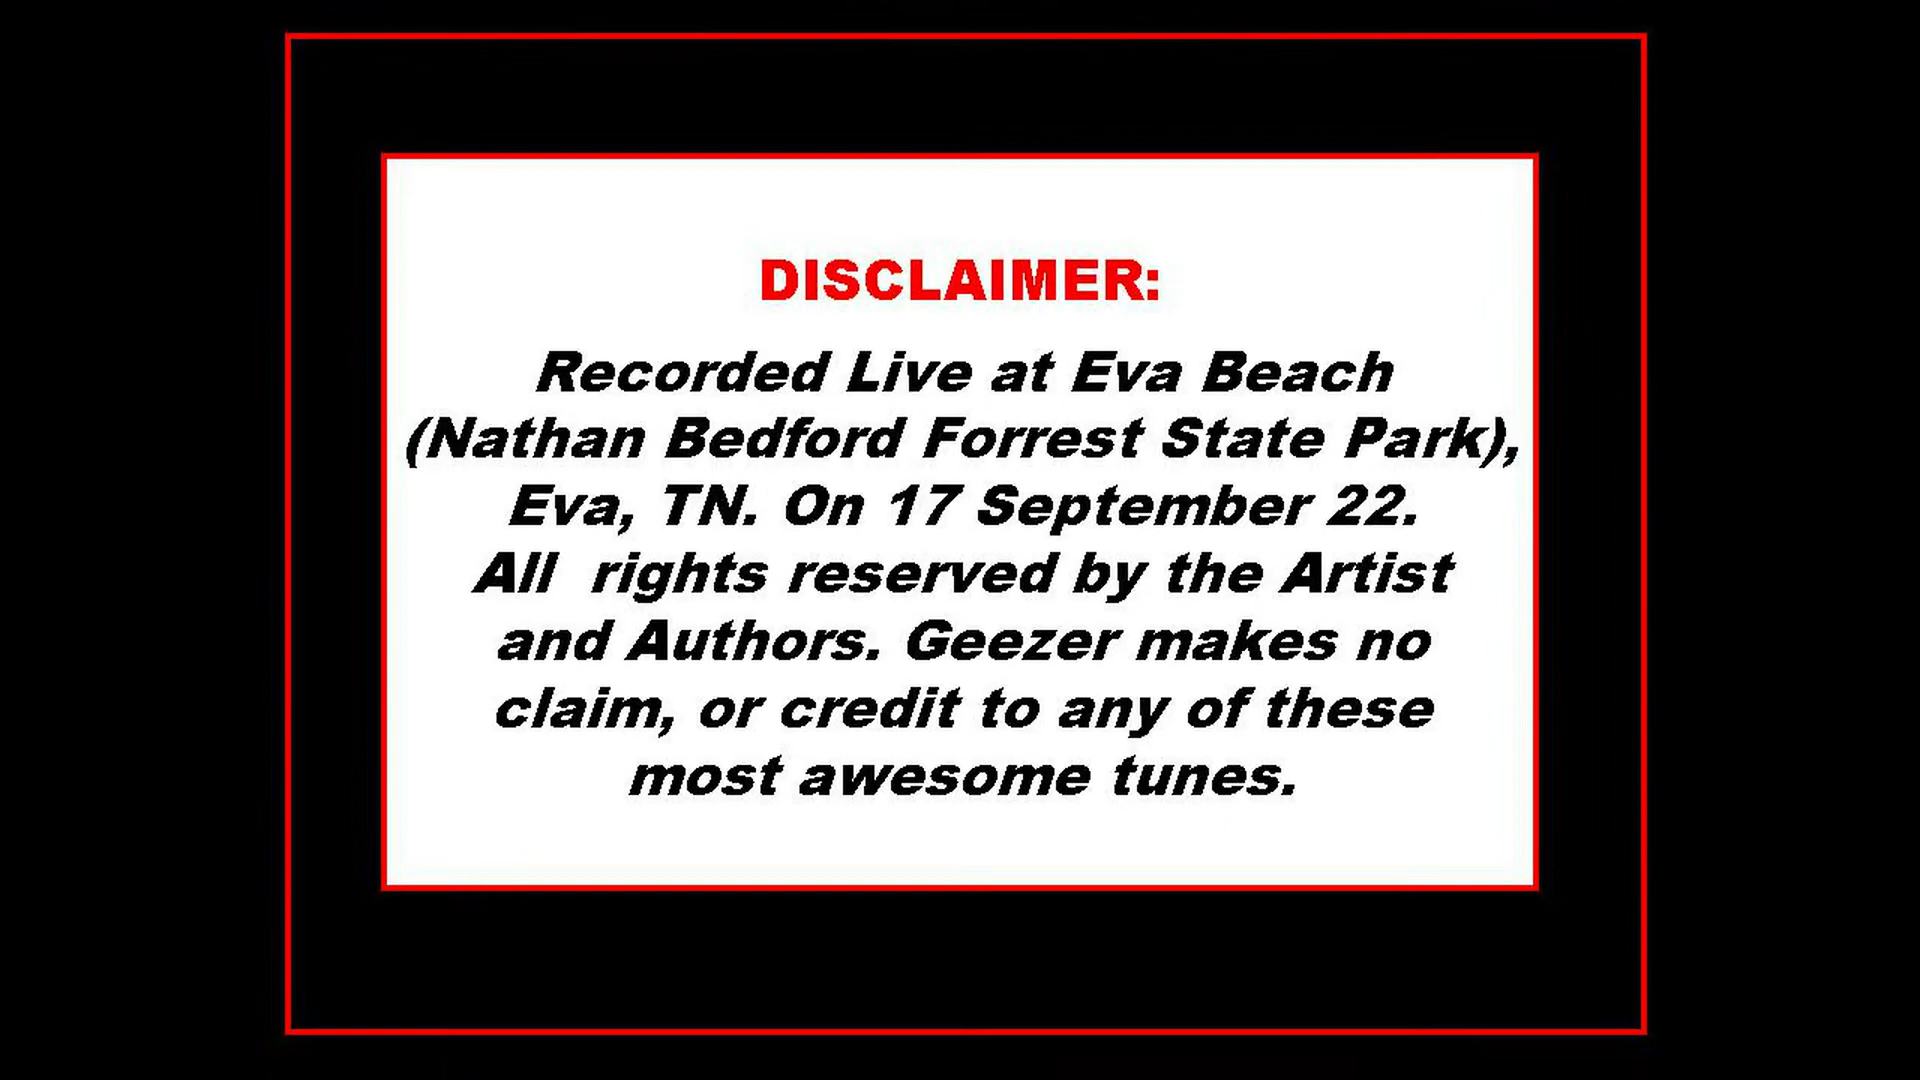 DISCLAIMER:
Recorded Live at Eva Beach
(Nathan Bedford Forrest State Park),
Eva, TN. On 17 September 22.
All  rights reserved by the Artist
and Authors. Geezer makes no
claim, or credit to any of these
most awesome tunes.